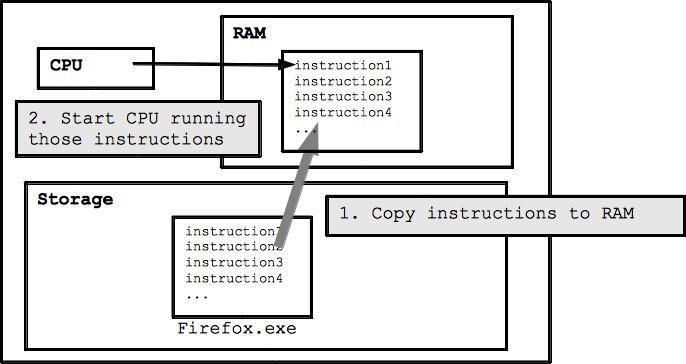 RAM
CPU
instruction1
instruction2
instruction3
instruction4
...
2. Start CPU running
those instructions
Storage
1. Copy instructions to RAM
instruction1
instruction2
instruction3
instruction4
...
Firefox.exe